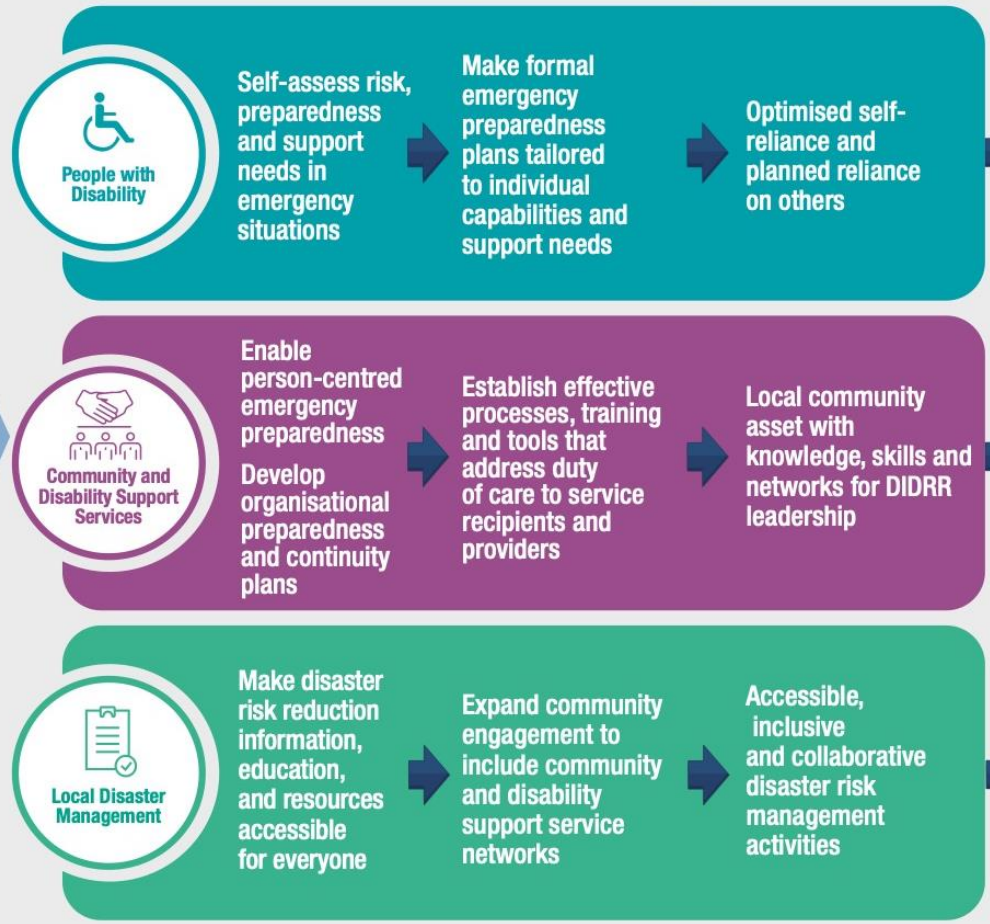 People with
Disability
Self-assess risk,
preparedness
and support
needs in
emergency
situations
Make formal
emergency
preparedness
plans tailored
to individual
capabilities and
support needs
Optimised self-
reliance and
planned reliance
on others
Community and
Disability Support
Services
Enable
person-centred
emergency
preparedness
Develop
organisational
preparedness
and continuity
plans
Establish effective
processes, training
and tools that
address duty
of care to service
recipients and
providers
Local community
asset with
knowledge, skills and
networks for DIDRR
leadership
Local Disaster
Management
Make disaster
risk reduction
information,
education,
and resources
accessible
for everyone
Expand community
engagement to
include community
and disability
support service
networks
Accessible,
inclusive
and collaborative
disaster risk
management
activities